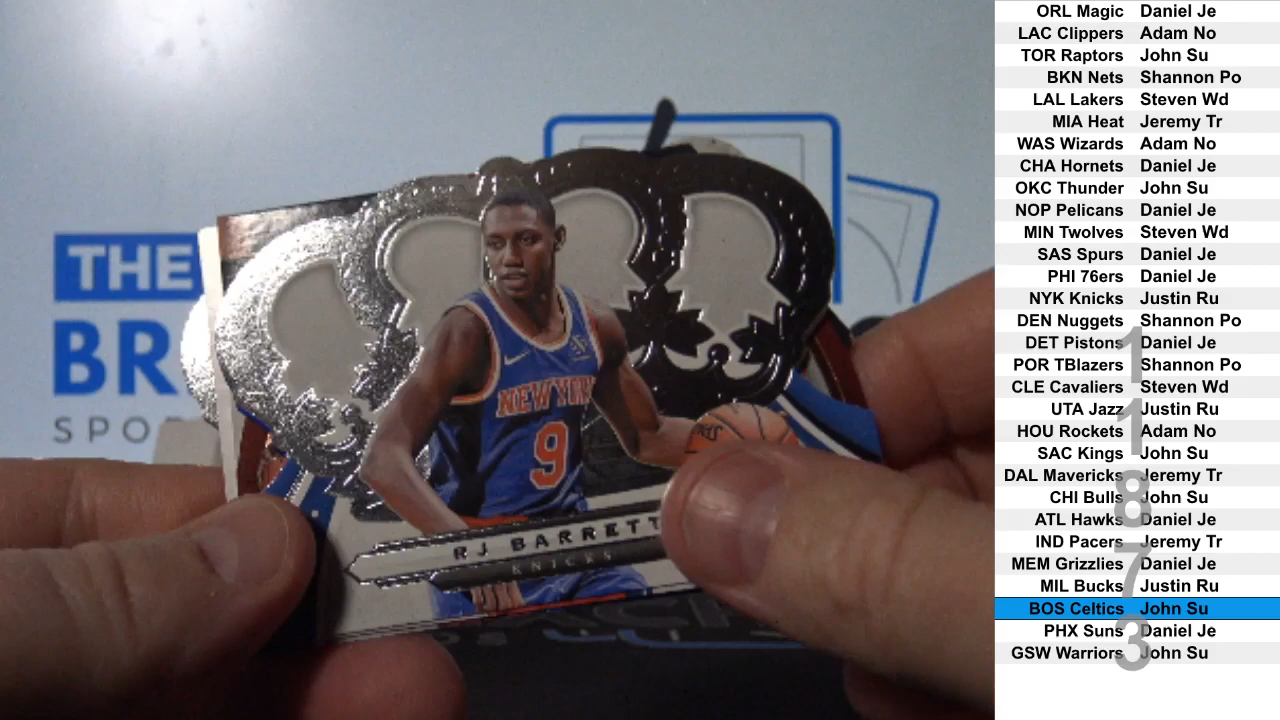 THE
BR
SPO
NEW YORK
9
RJ BARRETT
KNICKS
ORL Magic Daniel Je
LAC Clippers Adam No
TOR Raptors John Su
BKN Nets Shannon Po
LAL Lakers Steven Wd
MIA Heat Jeremy Tr
WAS Wizards Adam No
CHA Hornets Daniel Je
OKC Thunder John Su
NOP Pelicans Daniel Je
MIN Twolves Steven Wd
SAS Spurs Daniel Je
PHI 76ers Daniel Je
NYK Knicks Justin Ru
DEN Nuggets Shannon Po
DET Pistons Daniel Je
POR TBlazers Shannon Po
CLE Cavaliers Steven Wd
UTA Jazz Justin Ru
HOU Rockets Adam No
SAC Kings John Su
DAL Mavericks Jeremy Tr
CHI Bulls John Su
ATL Hawks Daniel Je
IND Pacers Jeremy Tr
MEM Grizzlies Daniel Je
MIL Bucks Justin Ru
BOS Celtics John Su
PHX Suns Daniel Je
GSW Warriors John Su
11873